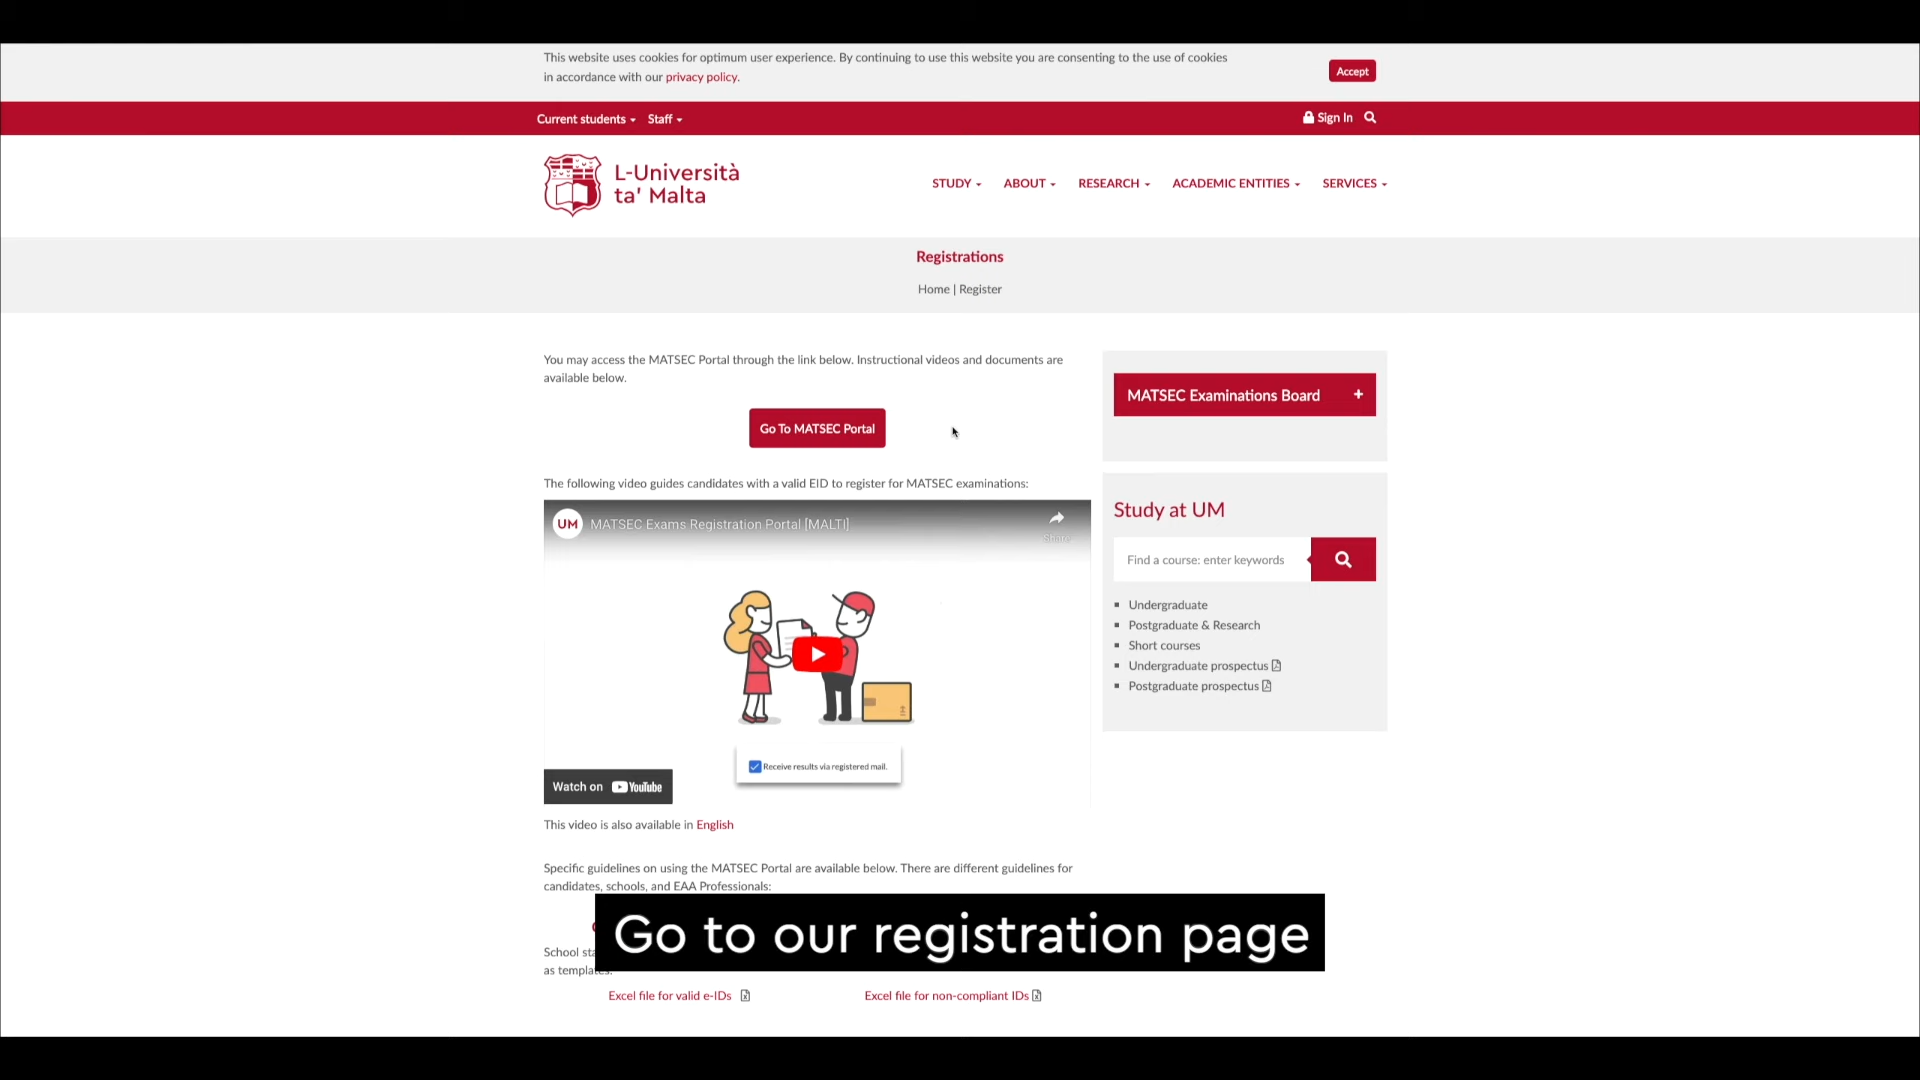 This website uses cookies for optimum user experience. By continuing to use this website you are consenting to the use of cookies
in accordance with our privacy policy.
Accept
Current students
Staff
Sign In
L-Università
ta' Malta
STUDY
ABOUT
RESEARCH
ACADEMIC ENTITIES
SERVICES
Registrations
Home | Register
You may access the MATSEC Portal through the link below. Instructional videos and documents are
available below.
Go To MATSEC Portal
The following video guides candidates with a valid EID to register for MATSEC examinations:
UM MATSEC Exams Registration Portal [MALTI]
Share
Receive results via registered mail.
Watch on YouTube
This video is also available in English
Specific guidelines on using the MATSEC Portal are available below. There are different guidelines for
candidates, schools, and EAA Professionals:
Go to our registration page
School
as templates.
Excel file for valid e-IDs
Excel file for non-compliant IDs
MATSEC Examinations Board +
Study at UM
Find a course: enter keywords
Undergraduate
Postgraduate & Research
Short courses
Undergraduate prospectus
Postgraduate prospectus